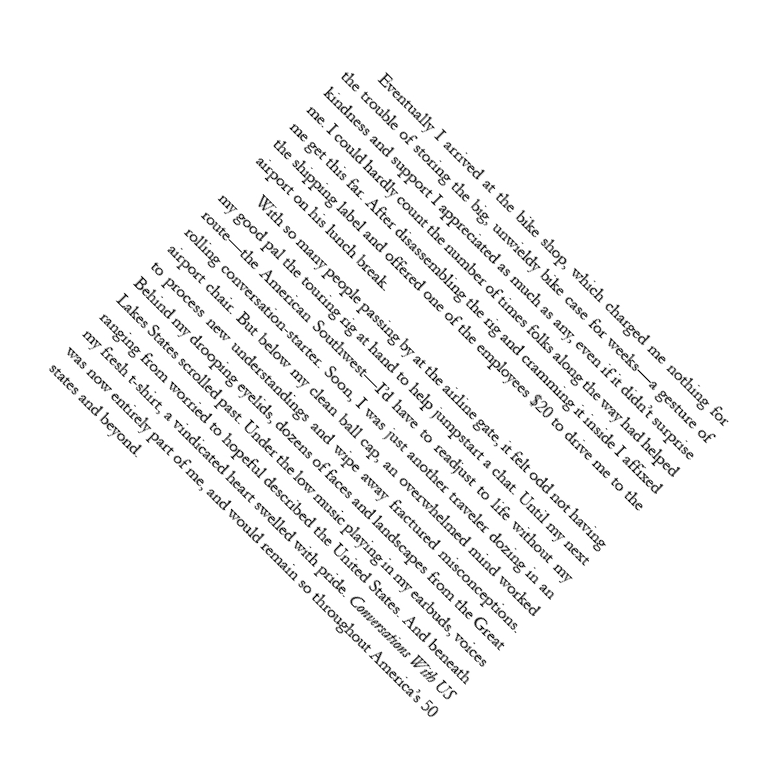 Eventually I arrived at the bike shop, which charged me nothing for
the trouble of storing the big, unwieldy bike case for weeks—a gesture of
kindness and support I appreciated as much as any, even if it didn't surprise
me. I could hardly count the number of times folks along the way had helped
me get this far. After disassembling the rig and cramming it inside I affixed
the shipping label and offered one of the employees $20 to drive me to the
airport on his lunch break.
With so many people passing by at the airline gate, it felt odd not having
my good pal the touring rig at hand to help jumpstart a chat. Until my next
route—the American Southwest—I'd have to readjust to life without my
rolling conversation-starter. Soon, I was just another traveler dozing in an
airport chair. But below my clean ball cap, an overwhelmed mind worked
to process new understandings and wipe away fractured misconceptions.
Behind my drooping eyelids, dozens of faces and landscapes from the Great
Lakes States scrolled past. Under the low music playing in my earbuds, voices
ranging from worried to hopeful described the United States. And beneath
my fresh t-shirt, a vindicated heart swelled with pride. Conversations With US
was now entirely part of me, and would remain so throughout America's 50
states and beyond.